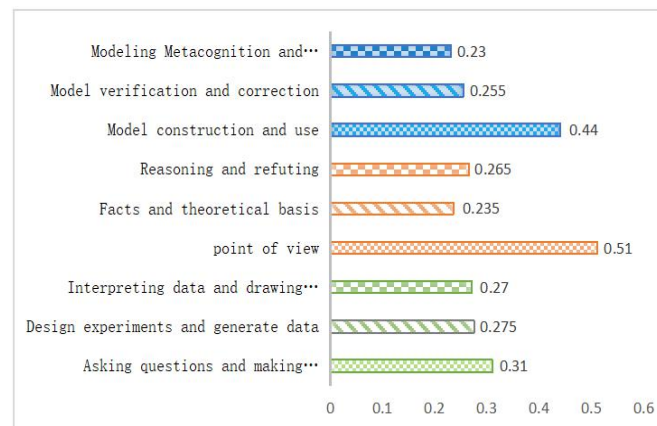 Modeling Metacognition and… 0.23
Model verification and correction 0.255
Model construction and use 0.44
Reasoning and refuting 0.265
Facts and theoretical basis 0.235
point of view 0.51
Interpreting data and drawing… 0.27
Design experiments and generate data 0.275
Asking questions and making… 0.31
0 0.1 0.2 0.3 0.4 0.5 0.6